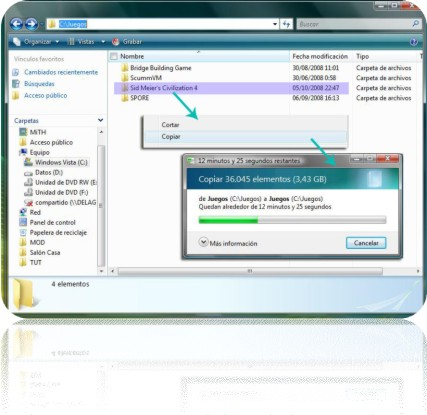 C:\Juegos
Buscar
Organizar Vistas Grabar
Vínculos favoritos
Cambiados recientemente
Búsquedas
Acceso público
Carpetas
MiTH
Acceso público
Equipo
Windows Vista (C:)
Datos (D:)
Unidad de DVD RW (E:
Unidad de DVD (F:)
compartido (\\DELAG
Red
Panel de control
Papelera de reciclaje
MOD
Salón Casa
TUT
Nombre Fecha modificación Tipo
Bridge Building Game 30/08/2008 11:01 Carpeta de archivos
ScummVM 30/06/2008 0:58 Carpeta de archivos
Sid Meier's Civilization 4 05/10/2008 22:47 Carpeta de archivos
SPORE 06/09/2008 16:13 Carpeta de archivos
Cortar
Copiar
12 minutos y 25 segundos restantes
Copiar 36.045 elementos (3,43 GB)
de Juegos (C:\Juegos) a Juegos (C:\Juegos)
Quedan alrededor de 12 minutos y 25 segundos
Más información
Cancelar
4 elementos